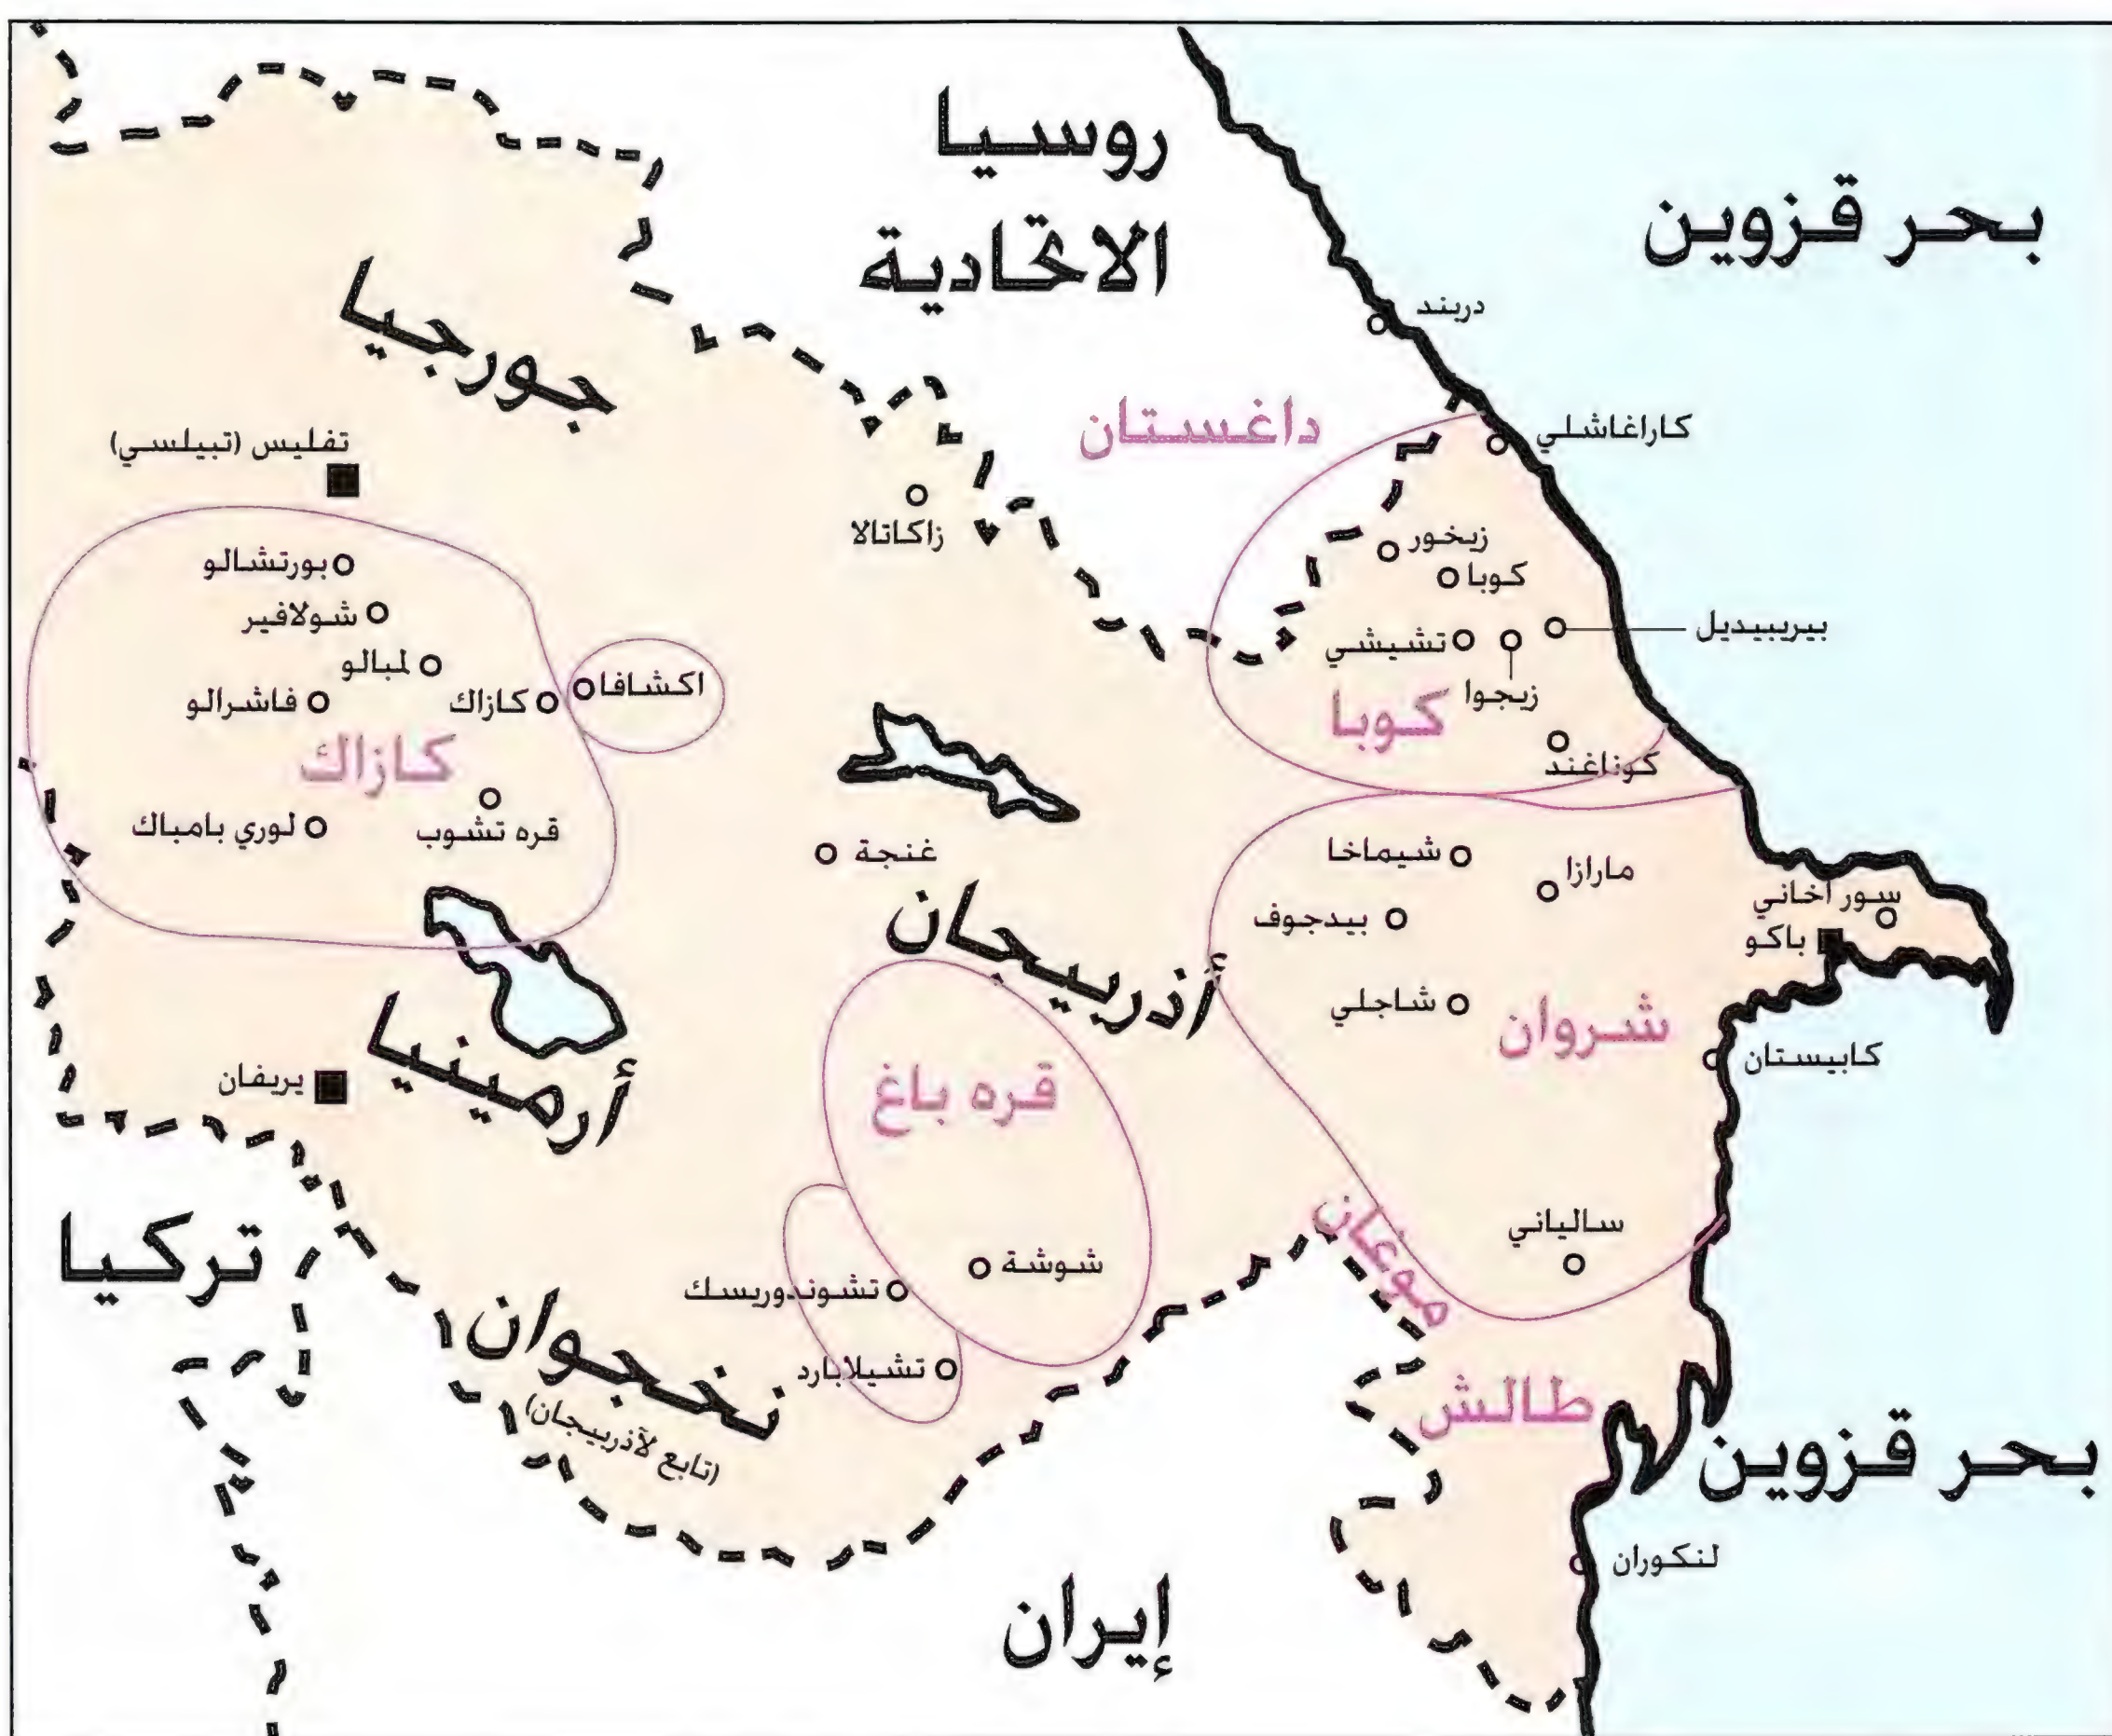 روسيا
الاتحادية
بحر قزوين
دربند
جورجيا
داغستان
كاراغاشلي
تفليس (تبيلسي)
زاكاتالا
زيخور
كوبا
بورتشالو
شولافير
بيربيديل
تشيشي
لمبالو
اكشافا
زيجوا
كازاك
فاشرالو
كوبا
كازاك
كوناغند
قره تشوب
لوري بامباك
غنجة
شيماخا
مارازا
سور اخاني
بيدجوف
باكو
أذربيجان
شاجلي
شروان
كابيستان
أرمينيا
يريفان
قره باغ
موغان
سالياني
تركيا
شوشة
تشوندوريسك
نخجوان
(تابع لآذربيجان)
تشيلابارد
طالش
بحر قزوين
لنكوران
إيران